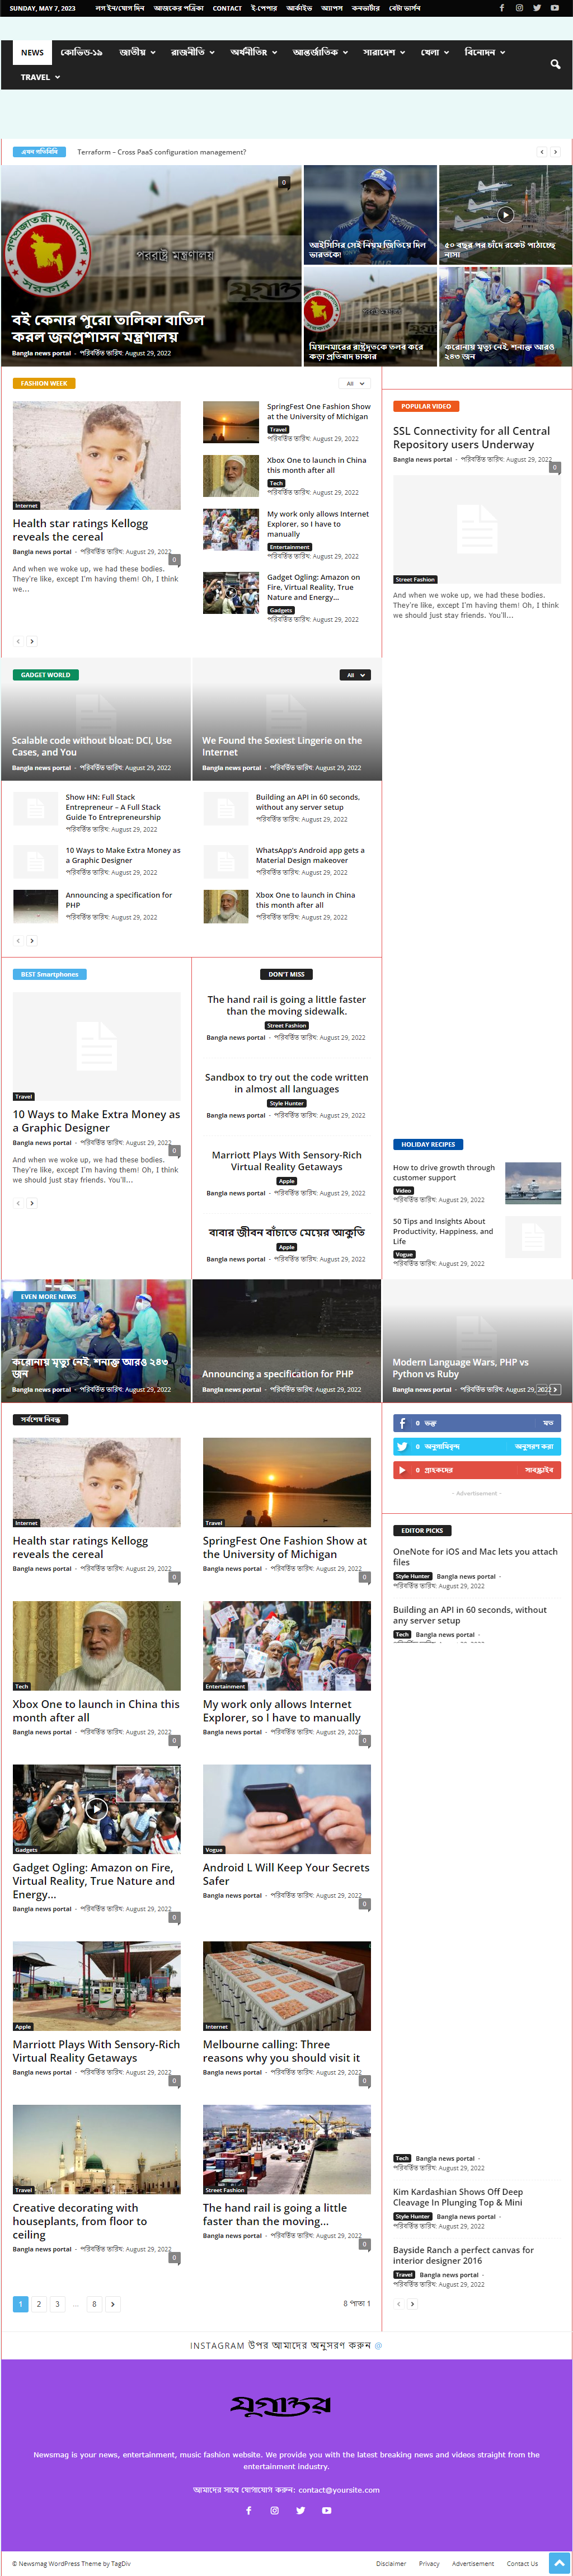 SUNDAY, MAY 7, 2023 লগ ইন/যোগ দিন আজকের পত্রিকা CONTACT ই-পেপার আর্কাইভ অ্যাপস কনভার্টার বেটা ভার্সন
NEWS কোভিড-১৯ জাতীয় রাজনীতি অর্থনীতির আন্তর্জাতিক সারাদেশ খেলা বিনোদন
TRAVEL
Terraform – Cross PaaS configuration management?
গণপ্রজাতন্ত্রী বাংলাদেশ
পররাষ্ট্র মন্ত্রণালয়
0
বই কেনার পুরো তালিকা বাতিল
করল জনপ্রশাসন মন্ত্রণালয়
Bangla news portal - পরিবর্তিত তারিখ: August 29, 2022
আইসিসির সেই নিয়ম জিতিয়ে দিল
ভারতকে!
৫০ বছর পর চাঁদে রকেট পাঠাচ্ছে
নাসা
মিয়ানমারের রাষ্ট্রদূতকে তলব করে
কড়া প্রতিবাদ ঢাকার
করোনায় মৃত্যু নেই, শনাক্ত আরও
২৪৩ জন
FASHION WEEK
All
Internet
Health star ratings Kellogg
reveals the cereal
Bangla news portal - পরিবর্তিত তারিখ: August 29, 2022
0
And when we woke up, we had these bodies.
They're like, except I'm having them! Oh, I think
we...
SpringFest One Fashion Show
at the University of Michigan
Travel
পরিবর্তিত তারিখ: August 29, 2022
Xbox One to launch in China
this month after all
Tech
পরিবর্তিত তারিখ: August 29, 2022
My work only allows Internet
Explorer, so I have to
manually
Entertainment
পরিবর্তিত তারিখ: August 29, 2022
Gadget Ogling: Amazon on
Fire, Virtual Reality, True
Nature and Energy...
Gadgets
পরিবর্তিত তারিখ: August 29, 2022
POPULAR VIDEO
SSL Connectivity for all Central
Repository users Underway
Bangla news portal - পরিবর্তিত তারিখ: August 29, 2022
0
Street Fashion
And when we woke up, we had these bodies.
They're like, except I'm having them! Oh, I think
we should just stay friends. You'll...
GADGET WORLD
All
Scalable code without bloat: DCI, Use
Cases, and You
Bangla news portal - পরিবর্তিত তারিখ: August 29, 2022
We Found the Sexiest Lingerie on the
Internet
Bangla news portal - পরিবর্তিত তারিখ: August 29, 2022
Show HN: Full Stack
Entrepreneur – A Full Stack
Guide To Entrepreneurship
পরিবর্তিত তারিখ: August 29, 2022
10 Ways to Make Extra Money as
a Graphic Designer
পরিবর্তিত তারিখ: August 29, 2022
Announcing a specification for
PHP
পরিবর্তিত তারিখ: August 29, 2022
Building an API in 60 seconds,
without any server setup
পরিবর্তিত তারিখ: August 29, 2022
WhatsApp's Android app gets a
Material Design makeover
পরিবর্তিত তারিখ: August 29, 2022
Xbox One to launch in China
this month after all
পরিবর্তিত তারিখ: August 29, 2022
BEST Smartphones
Travel
10 Ways to Make Extra Money as
a Graphic Designer
Bangla news portal - পরিবর্তিত তারিখ: August 29, 2022
0
And when we woke up, we had these bodies.
They're like, except I'm having them! Oh, I think
we should just stay friends. You'll...
DON'T MISS
The hand rail is going a little faster
than the moving sidewalk.
Street Fashion
Bangla news portal - পরিবর্তিত তারিখ: August 29, 2022
Sandbox to try out the code written
in almost all languages
Style Hunter
Bangla news portal - পরিবর্তিত তারিখ: August 29, 2022
Marriott Plays With Sensory-Rich
Virtual Reality Getaways
Apple
Bangla news portal - পরিবর্তিত তারিখ: August 29, 2022
বাবার জীবন বাঁচাতে মেয়ের আকুতি
Apple
Bangla news portal - পরিবর্তিত তারিখ: August 29, 2022
HOLIDAY RECIPES
How to drive growth through
customer support
Video
পরিবর্তিত তারিখ: August 29, 2022
50 Tips and Insights About
Productivity, Happiness, and
Life
Vogue
পরিবর্তিত তারিখ: August 29, 2022
EVEN MORE NEWS
করোনায় মৃত্যু নেই, শনাক্ত আরও ২৪৩
জন
Bangla news portal - পরিবর্তিত তারিখ: August 29, 2022
Announcing a specification for PHP
Bangla news portal - পরিবর্তিত তারিখ: August 29, 2022
Modern Language Wars, PHP vs
Python vs Ruby
Bangla news portal - পরিবর্তিত তারিখ: August 29, 2022
সর্বশেষ নিবন্ধ
Internet
Health star ratings Kellogg
reveals the cereal
Bangla news portal - পরিবর্তিত তারিখ: August 29, 2022
0
Travel
SpringFest One Fashion Show at
the University of Michigan
Bangla news portal - পরিবর্তিত তারিখ: August 29, 2022
0
Tech
Xbox One to launch in China this
month after all
Bangla news portal - পরিবর্তিত তারিখ: August 29, 2022
0
Entertainment
My work only allows Internet
Explorer, so I have to manually
Bangla news portal - পরিবর্তিত তারিখ: August 29, 2022
0
Gadgets
Gadget Ogling: Amazon on Fire,
Virtual Reality, True Nature and
Energy...
Bangla news portal - পরিবর্তিত তারিখ: August 29, 2022
0
Vogue
Android L Will Keep Your Secrets
Safer
Bangla news portal - পরিবর্তিত তারিখ: August 29, 2022
0
Apple
Marriott Plays With Sensory-Rich
Virtual Reality Getaways
Bangla news portal - পরিবর্তিত তারিখ: August 29, 2022
0
Internet
Melbourne calling: Three
reasons why you should visit it
Bangla news portal - পরিবর্তিত তারিখ: August 29, 2022
0
Travel
Creative decorating with
houseplants, from floor to
ceiling
Bangla news portal - পরিবর্তিত তারিখ: August 29, 2022
0
Street Fashion
The hand rail is going a little
faster than the moving...
Bangla news portal - পরিবর্তিত তারিখ: August 29, 2022
0
1 2 3 ... 8
8 পাতা 1
0 ভক্ত মত
0 অনুগামিবৃন্দ অনুসরণ করা
0 গ্রাহকদের সাবস্ক্রাইব
- Advertisement -
EDITOR PICKS
OneNote for iOS and Mac lets you attach
files
Style Hunter Bangla news portal -
পরিবর্তিত তারিখ: August 29, 2022
Building an API in 60 seconds, without
any server setup
Tech Bangla news portal -
Tech Bangla news portal -
পরিবর্তিত তারিখ: August 29, 2022
Kim Kardashian Shows Off Deep
Cleavage In Plunging Top & Mini
Style Hunter Bangla news portal -
পরিবর্তিত তারিখ: August 29, 2022
Bayside Ranch a perfect canvas for
interior designer 2016
Travel Bangla news portal -
পরিবর্তিত তারিখ: August 29, 2022
INSTAGRAM উপর আমাদের অনুসরণ করুন @
যুগান্তর
Newsmag is your news, entertainment, music fashion website. We provide you with the latest breaking news and videos straight from the
entertainment industry.
আমাদের সাথে যোগাযোগ করুন: contact@yoursite.com
© Newsmag WordPress Theme by TagDiv
Disclaimer Privacy Advertisement Contact Us